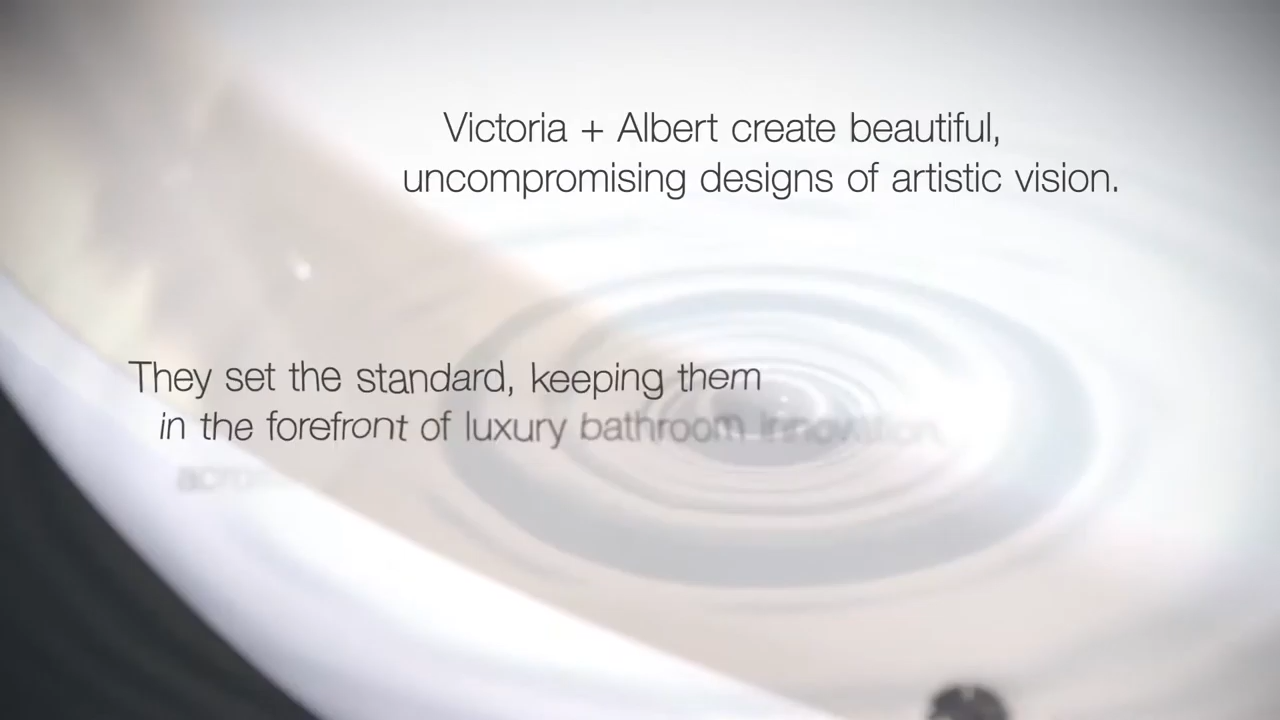 Victoria + Albert create beautiful,
uncompromising designs of artistic vision.
They set the standard, keeping them
in the forefront of luxury bathroom innovation